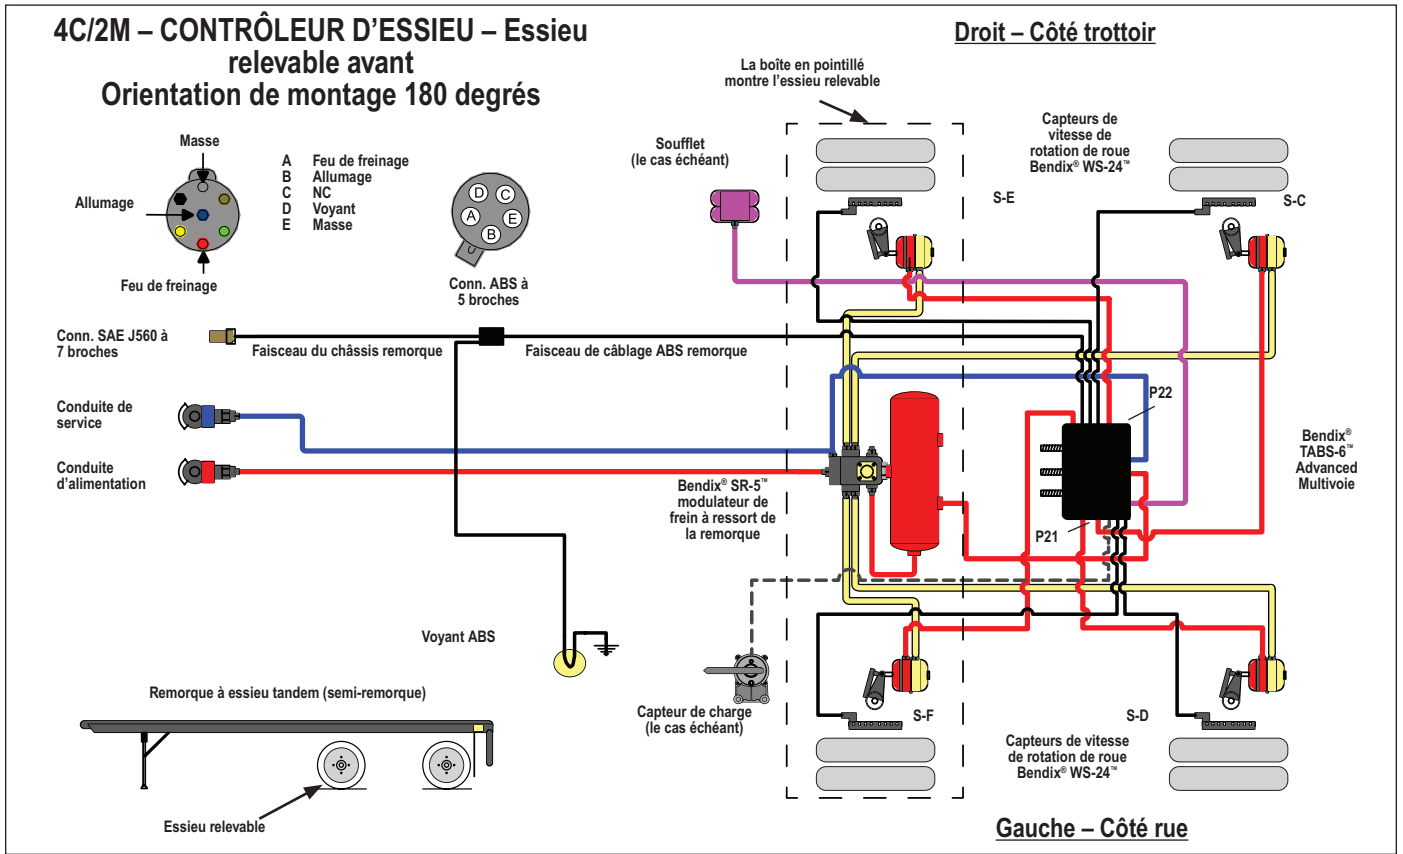 4C/2M – CONTRÔLEUR D’ESSIEU – Essieu
relevable avant
Orientation de montage 180 degrés
Droit – Côté trottoir
La boîte en pointillé
montre l’essieu relevable
Masse
Allumage
Feu de freinage
A Feu de freinage
B Allumage
C NC
D Voyant
E Masse
D
C
A
E
B
Conn. ABS à
5 broches
Soufflet
(le cas échéant)
Capteurs de
vitesse de
rotation de roue
Bendix® WS-24™
S-E
S-C
Conn. SAE J560 à
7 broches
Faisceau du châssis remorque
Faisceau de câblage ABS remorque
Conduite de
service
Conduite
d’alimentation
Bendix® SR-5™
modulateur de
frein à ressort de
la remorque
P22
P21
Bendix®
TABS-6™
Advanced
Multivoie
Voyant ABS
Capteur de charge
(le cas échéant)
S-F
S-D
Capteurs de vitesse
de rotation de roue
Bendix® WS-24™
Remorque à essieu tandem (semi-remorque)
Essieu relevable
Gauche – Côté rue